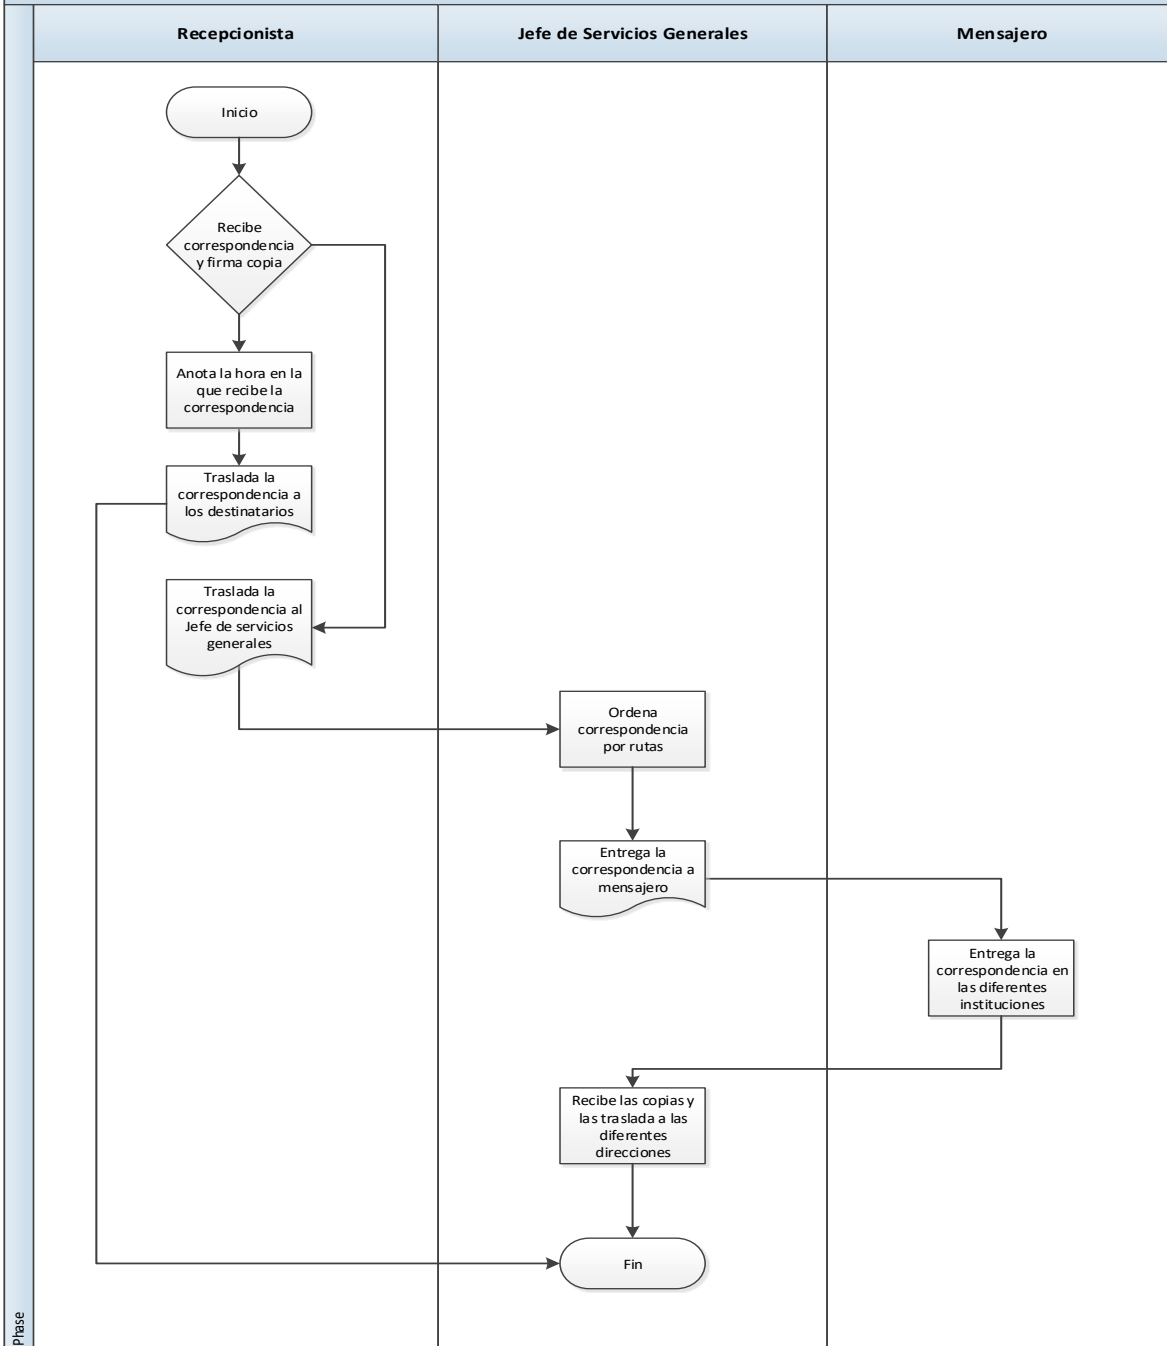 Recepcionista
Jefe de Servicios Generales
Mensajero
Inicio
Recibe
correspondencia
y firma copia
Anota la hora en la
que recibe la
correspondencia
Traslada la
correspondencia a
los destinatarios
Traslada la
correspondencia al
Jefe de servicios
generales
Ordena
correspondencia
por rutas
Entrega la
correspondencia a
mensajero
Entrega la
correspondencia en
las diferentes
instituciones
Recibe las copias y
las traslada a las
diferentes
direcciones
Fin
Phase